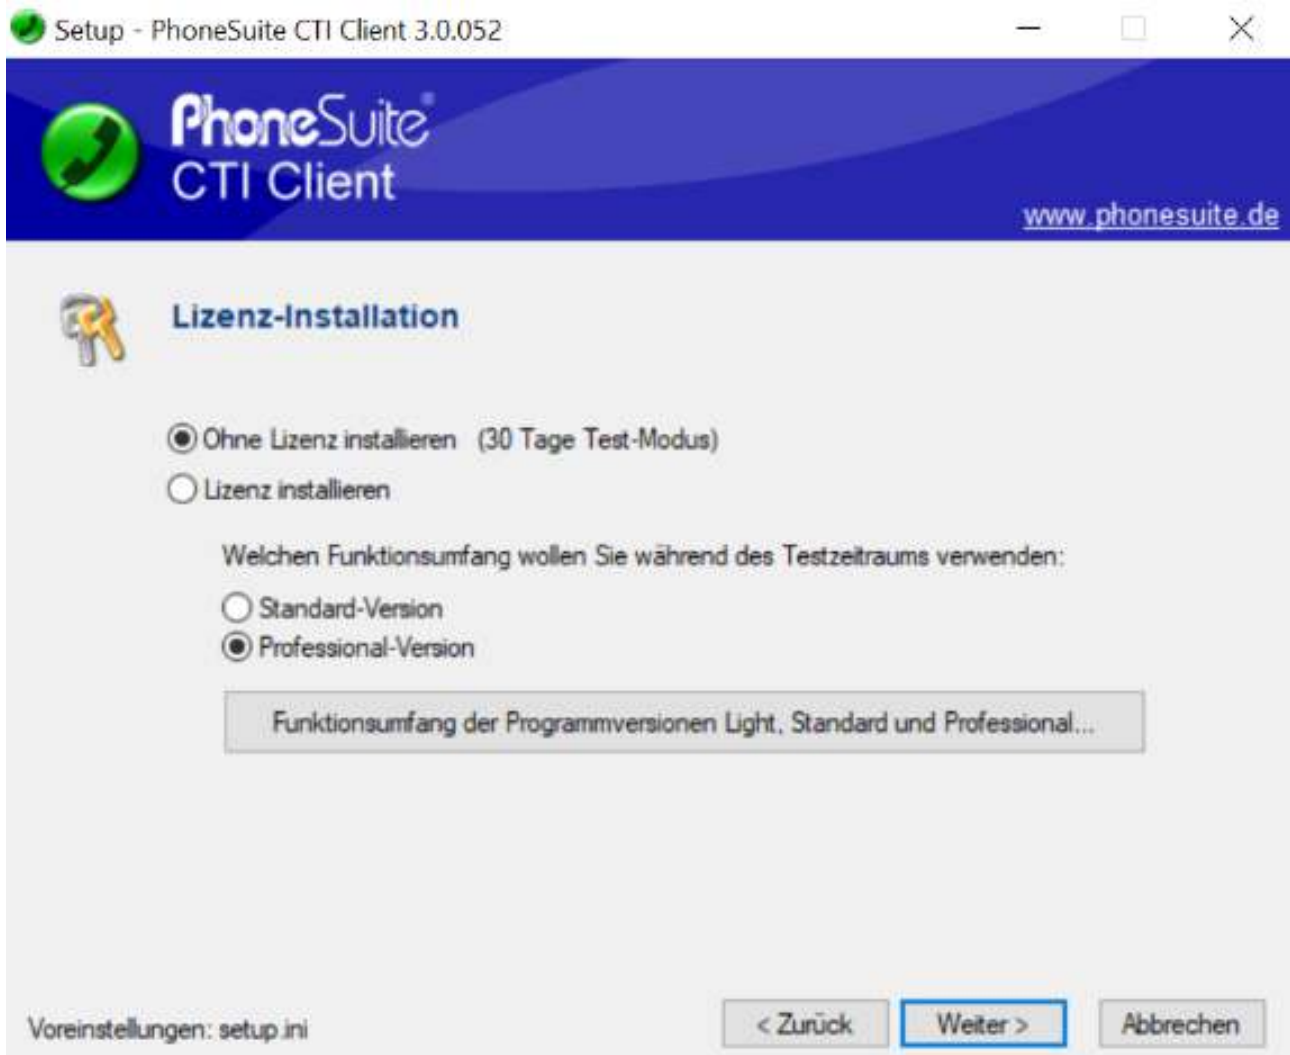 Setup - PhoneSuite CTI Client 3.0.052
PhoneSuite®
CTI Client
www.phonesuite.de
Lizenz-Installation
Ohne Lizenz installieren (30 Tage Test-Modus)
Lizenz installieren
Welchen Funktionsumfang wollen Sie während des Testzeitraums verwenden:
Standard-Version
Professional-Version
Funktionsumfang der Programmversionen Light, Standard und Professional...
Voreinstellungen: setup.ini
< Zurück
Weiter >
Abbrechen